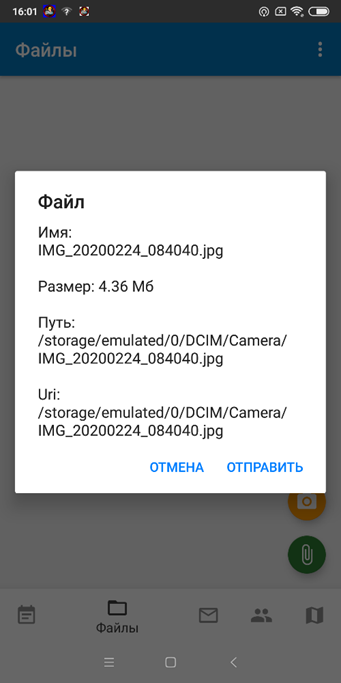 16:01
Файлы
Файл
Имя:
IMG_20200224_084040.jpg
Размер: 4.36 Мб
Путь:
/storage/emulated/0/DCIM/Camera/
IMG_20200224_084040.jpg
Uri:
/storage/emulated/0/DCIM/Camera/
IMG_20200224_084040.jpg
ОТМЕНА ОТПРАВИТЬ
Файлы